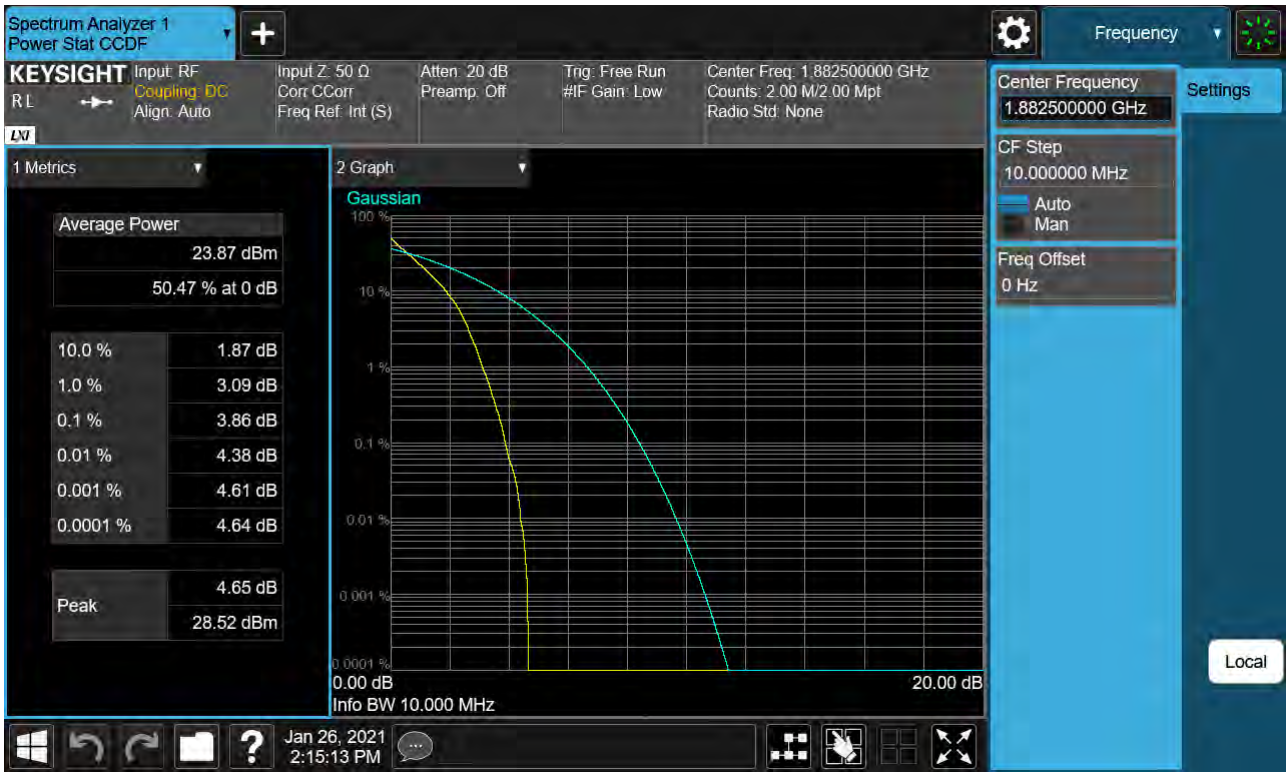 Spectrum Analyzer 1
Power Stat CCDF
+
Frequency
KEYSIGHT
RL
LXI
Input: RF
Coupling: DC
Align: Auto
Input Z: 50 Ω
Corr CCorr
Freq Ref: Int (S)
Atten: 20 dB
Preamp: Off
Trig: Free Run
#IF Gain: Low
Center Freq: 1.882500000 GHz
Counts: 2.00 M/2.00 Mpt
Radio Std: None
Center Frequency
1.882500000 GHz
Settings
CF Step
10.000000 MHz
Auto
Man
Freq Offset
0 Hz
1 Metrics
Average Power
23.87 dBm
50.47 % at 0 dB
10.0 % 1.87 dB
1.0 % 3.09 dB
0.1 % 3.86 dB
0.01 % 4.38 dB
0.001 % 4.61 dB
0.0001 % 4.64 dB
Peak
4.65 dB
28.52 dBm
2 Graph
Gaussian
100 %
10 %
1 %
0.1 %
0.01 %
0.001 %
0.0001 %
0.00 dB 20.00 dB
Info BW 10.000 MHz
Local
?
Jan 26, 2021
2:15:13 PM